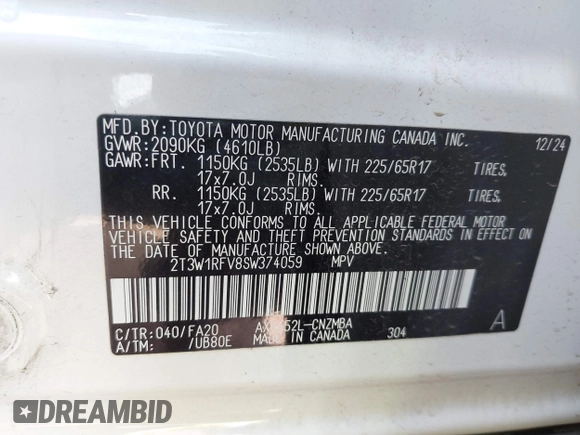 MFD.BY:TOYOTA MOTOR MANUFACTURING CANADA INC. 12/24
GVWR:2090KG (4610LB)
GAWR:FRT. 1150KG (2535LB) WITH 225/65R17 TIRES.
17x7.0J RIMS.
RR. 1150KG (2535LB) WITH 225/65R17 TIRES.
17x7.0J RIMS.
THIS VEHICLE CONFORMS TO ALL APPLICABLE FEDERAL MOTOR
VEHICLE SAFETY AND THEFT PREVENTION STANDARDS IN EFFECT ON
THE DATE OF MANUFACTURE SHOWN ABOVE.
2T3W1RFV8SW374059 MPV
C/TR:040/FA20 52L-CNZMBA A
A/TM: /UB80E MADE IN CANADA 304
DREAMBID